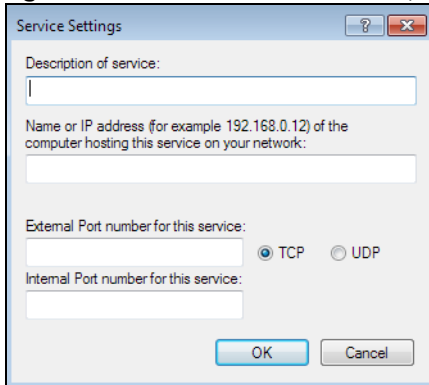 Service Settings
Description of service:
Name or IP address (for example 192.168.0.12) of the
computer hosting this service on your network:
External Port number for this service:
TCP
UDP
Internal Port number for this service:
OK
Cancel